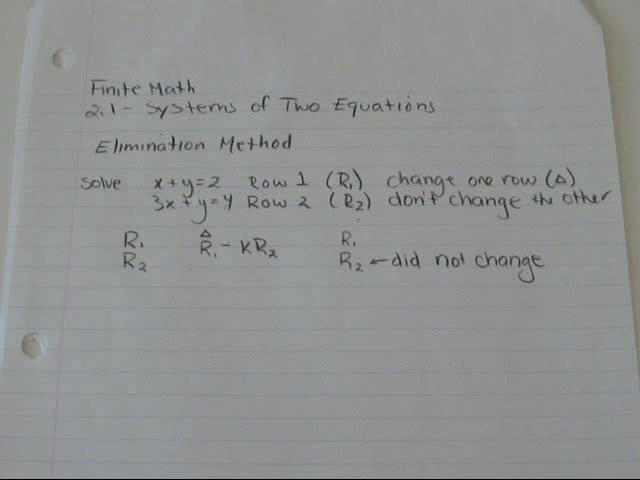 Finite Math
2.1 - Systems of Two Equations
Elimination Method
Solve x + y = 2 Row 1 (R₁) change one row (Δ)
3x + y = 4 Row 2 (R₂) don't change the other
R₁ Δ R₁ - KR₂ R₁
R₂ R₂ ← did not change